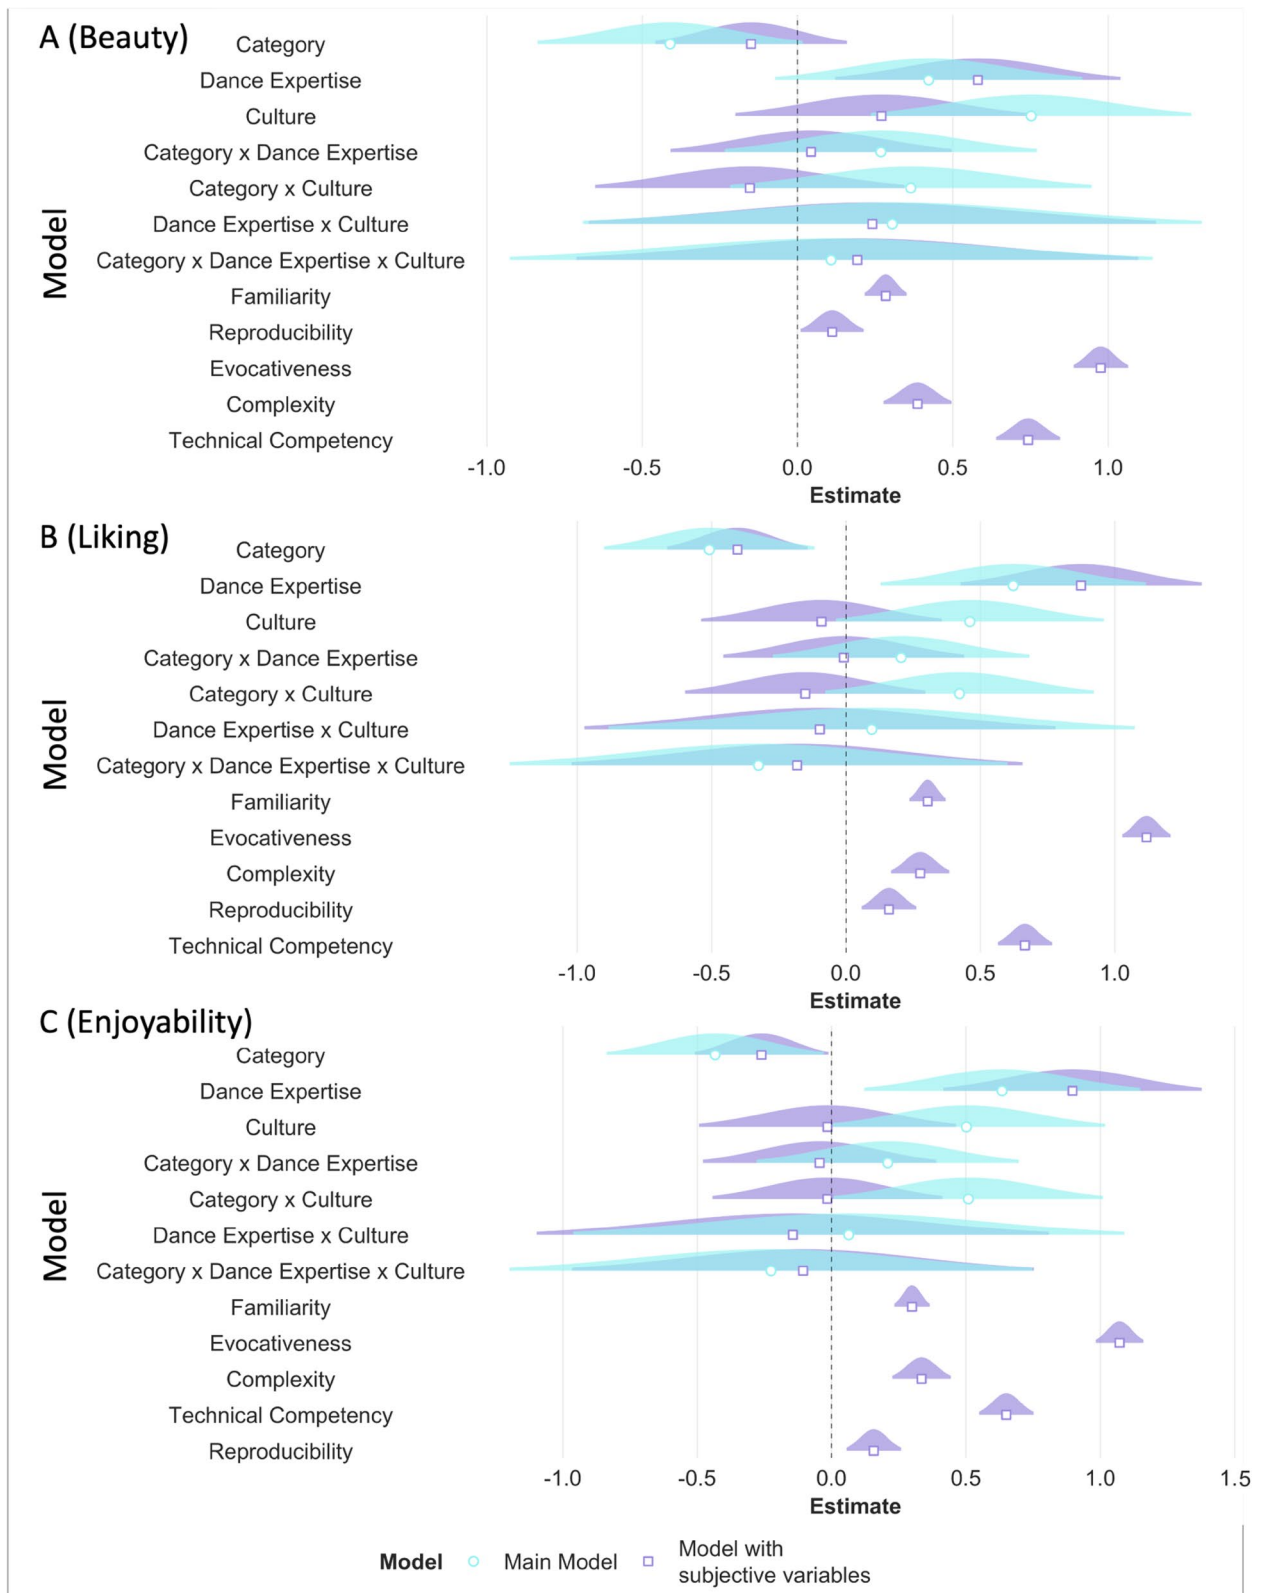 A (Beauty)
Category
Dance Expertise
Culture
Category x Dance Expertise
Category x Culture
Dance Expertise x Culture
Category x Dance Expertise x Culture
Familiarity
Reproducibility
Evocativeness
Complexity
Technical Competency
Model
-1.0 -0.5 0.0 0.5 1.0
Estimate
B (Liking)
Category
Dance Expertise
Culture
Category x Dance Expertise
Category x Culture
Dance Expertise x Culture
Category x Dance Expertise x Culture
Familiarity
Evocativeness
Complexity
Reproducibility
Technical Competency
Model
-1.0 -0.5 0.0 0.5 1.0
Estimate
C (Enjoyability)
Category
Dance Expertise
Culture
Category x Dance Expertise
Category x Culture
Dance Expertise x Culture
Category x Dance Expertise x Culture
Familiarity
Evocativeness
Complexity
Technical Competency
Reproducibility
Model
-1.0 -0.5 0.0 0.5 1.0 1.5
Estimate
Model Main Model Model with
subjective variables